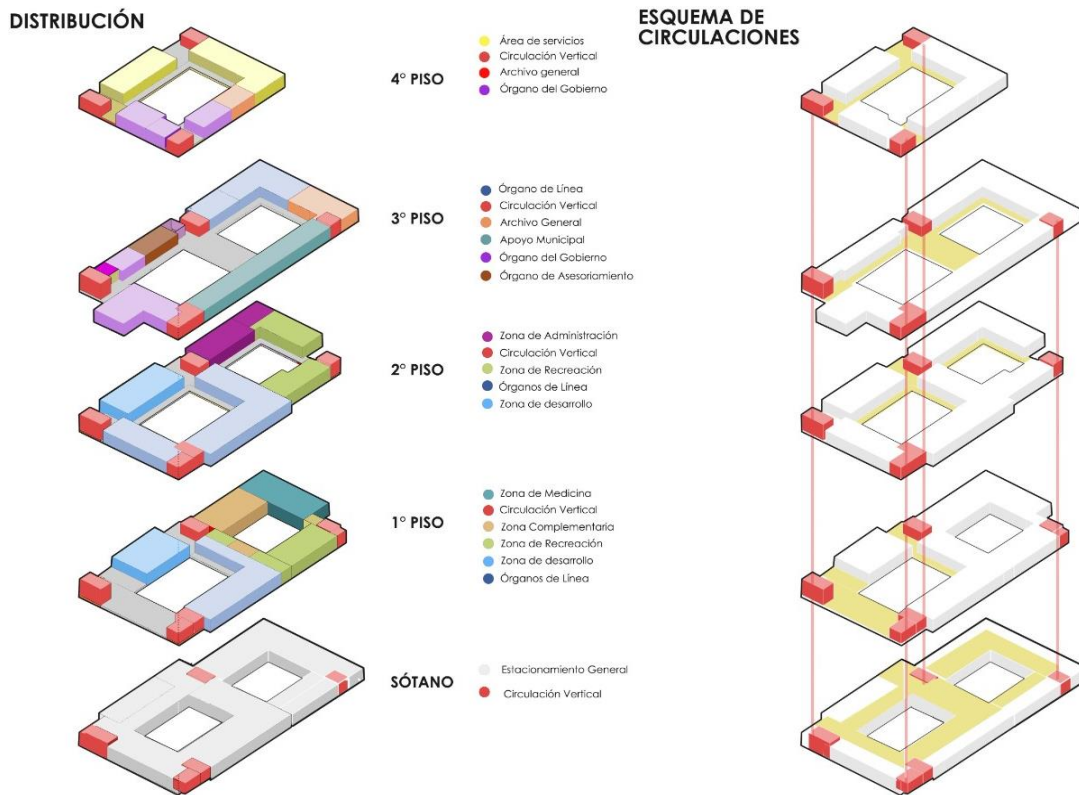 DISTRIBUCIÓN
ESQUEMA DE
CIRCULACIONES
4° PISO
Área de servicios
Circulación Vertical
Archivo general
Órgano del Gobierno
3° PISO
Órgano de Línea
Circulación Vertical
Archivo General
Apoyo Municipal
Órgano del Gobierno
Órgano de Asesoriamiento
2° PISO
Zona de Administración
Circulación Vertical
Zona de Recreación
Órganos de Línea
Zona de desarrollo
1° PISO
Zona de Medicina
Circulación Vertical
Zona Complementaria
Zona de Recreación
Zona de desarrollo
Órganos de Línea
SÓTANO
Estacionamiento General
Circulación Vertical